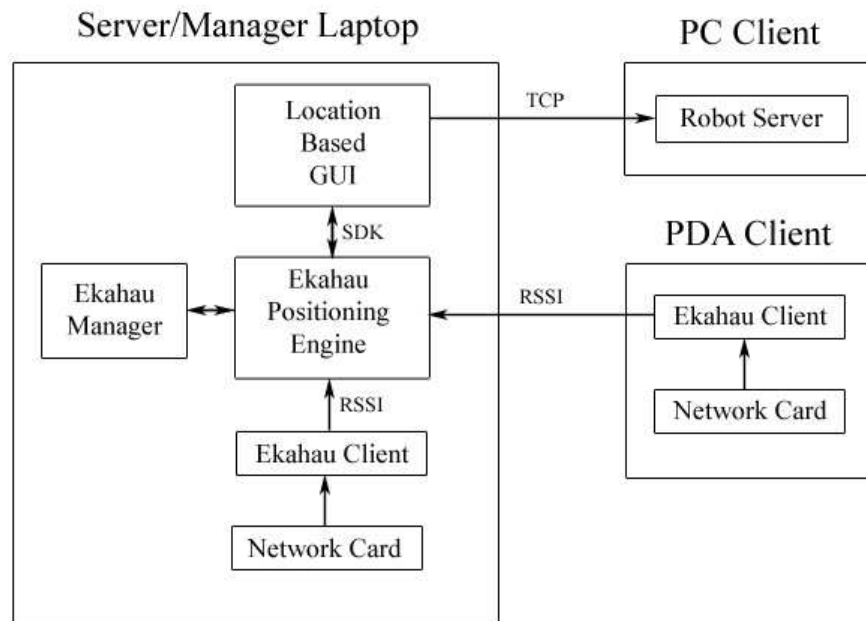 Server/Manager Laptop
PC Client
Location
Based
GUI
TCP
Robot Server
SDK
PDA Client
Ekahau
Manager
Ekahau
Positioning
Engine
RSSI
Ekahau Client
Network Card
RSSI
Ekahau Client
Network Card